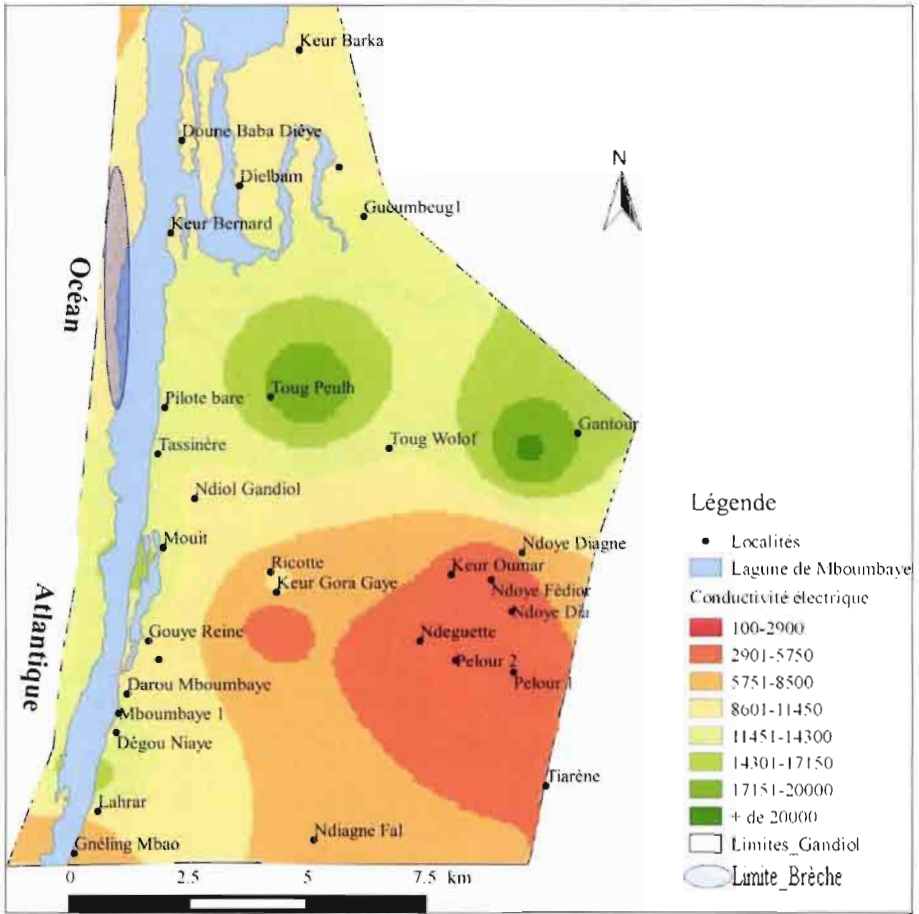 Keur Barka
Doune Baba Dièye
Dielbam
Guèumbeug1
Keur Bernard
N
Océan
Toug Peulh
Pilote bare
Gantour
Toug Wolof
Tassinère
Ndiol Gandiol
Mouit
Ndoye Diagne
Ricotte
Keur Oumar
Keur Gora Gaye
Ndoye Fédior
Ndoye Dia
Atlantique
Gouye Reine
Ndeguette
Pelour 2
Pelour 1
Darou Mboumbaye
Mboumbaye 1
Dégou Niaye
Tiarène
Lahrar
Ndiagne Fal
Gnéling Mbao
0 2.5 5 7.5 km
Légende
Localités
Lagune de Mboumbaye
Conductivité électrique
100-2900
2901-5750
5751-8500
8601-11450
11451-14300
14301-17150
17151-20000
+ de 20000
Limites_Gandiol
Limite_Brèche